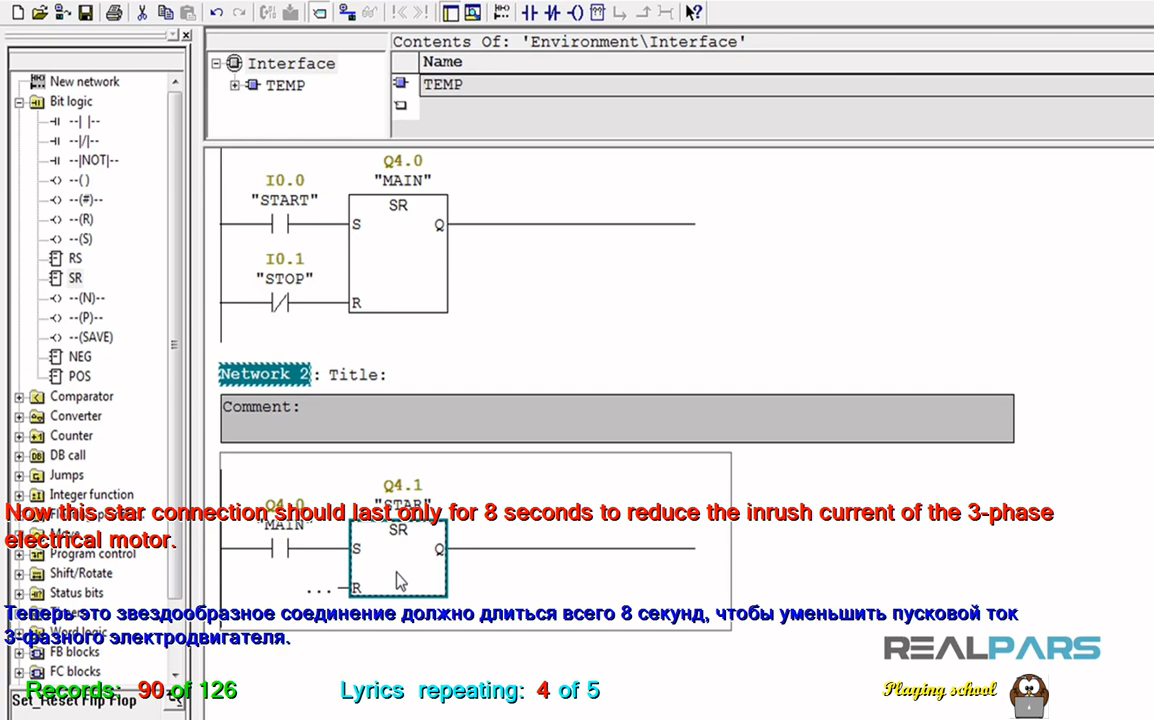 Contents Of: 'Environment\Interface'
Interface
TEMP
Name
TEMP
New network
Bit logic
--| |--
--|/|--
--|NOT|--
--( )
--(#)--
--(R)
--(S)
RS
SR
--(N)--
--(P)--
--(SAVE)
NEG
POS
Comparator
Converter
Counter
DB call
Jumps
Integer function
Program control
Shift/Rotate
Status bits
FB blocks
FC blocks
Set_Reset Flip Flop
Q4.0
"MAIN"
I0.0
"START"
SR
S
Q
I0.1
"STOP"
R
Network 2: Title:
Comment:
Q4.1
"STAR"
Q4.0
"MAIN"
SR
S
Q
...
R
Now this star connection should last only for 8 seconds to reduce the inrush current of the 3-phase
electrical motor.
Теперь это звездообразное соединение должно длиться всего 8 секунд, чтобы уменьшить пусковой ток
3-фазного электродвигателя.
REALPARS
Records: 90 of 126
Lyrics repeating: 4 of 5
Playing school